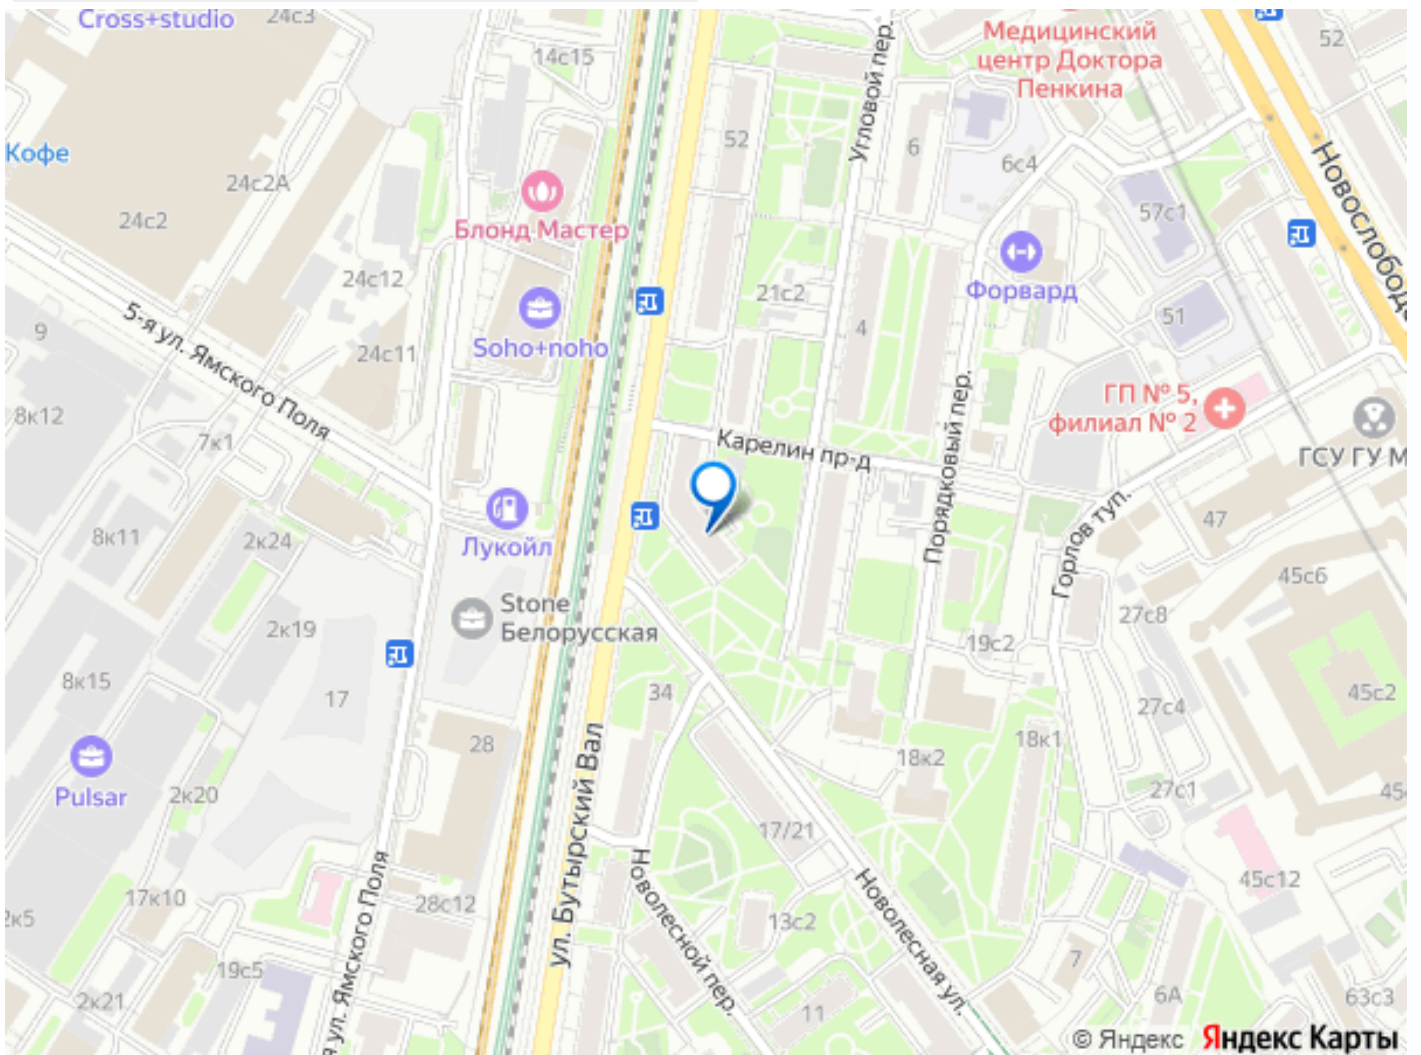 Cross+studio
24с3
14с15
Медицинский
центр Доктора
Пенкина
52
Угловой пер.
52
6
6с4
Кофе
24с2А
24с2
Блонд Мастер
57с1
Новослободс
24с12
21с2
Форвард
51
4
5-я ул. Ямского Поля
9
24с11
Soho+noho
8к12
7к1
Карелин пр-д
Порядковый пер.
ГП № 5,
филиал № 2
ГСУ ГУ М
8к11
2к24
Лукойл
Горлов туп.
47
45с6
Stone
Белорусская
2к19
27с8
19с2
8к15
17
34
45с2
27с4
28
18к1
18к2
Pulsar
2к20
27с1
45
ул. Бутырский Вал
17/21
17к10
28с12
Новолесной пер.
Новолесная ул.
45с12
2к5
13с2
19с5
я ул. Ямского Поля
7
2к21
11
6А
63с3
© Яндекс Яндекс Карты